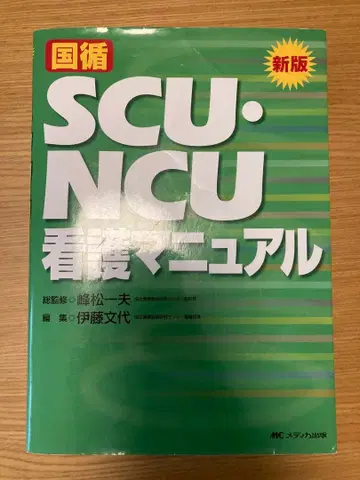 国循
新版
SCU・
NCU
看護マニュアル
総監修◦峰松一夫
編集◦伊藤文代
MC メディカ出版